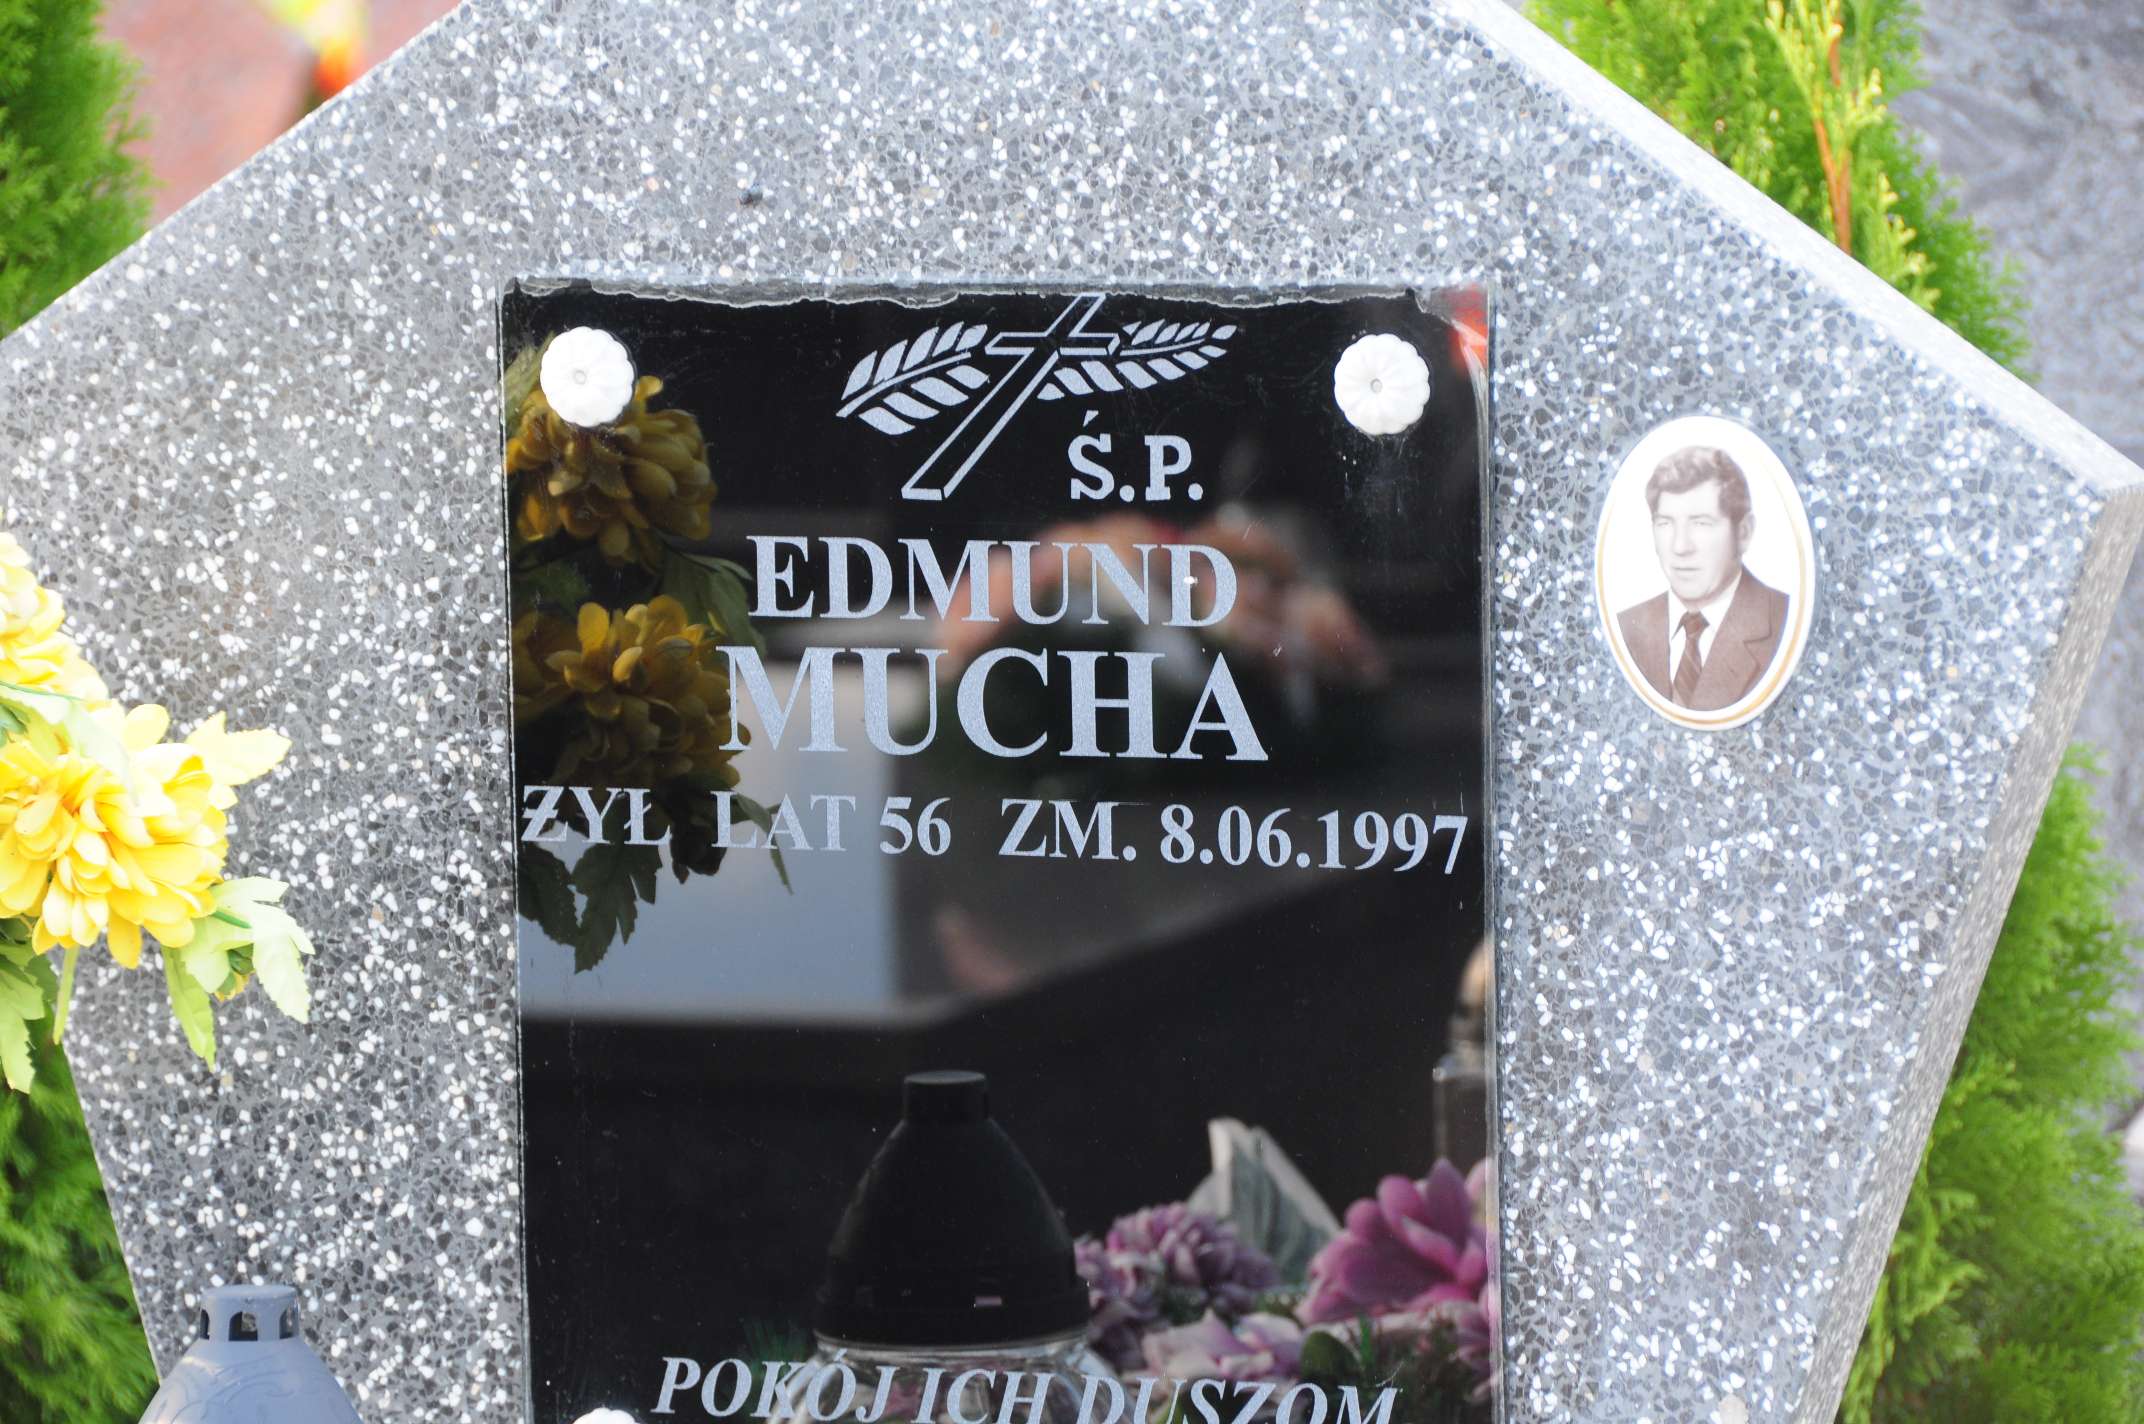 Ś.P.
EDMUND
MUCHA
ŻYŁ LAT 56 ZM. 8.06.1997
POKÓJ ICH DUSZOM